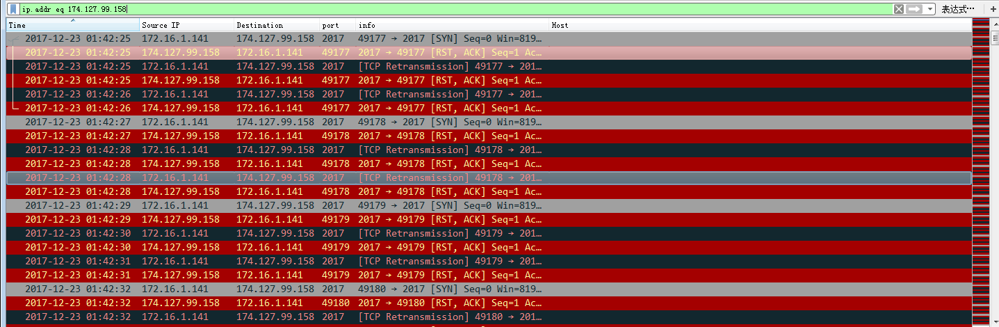 ip.addr eq 174.127.99.158 表达式… +
Time Source IP Destination port info Host
2017-12-23 01:42:25 172.16.1.141 174.127.99.158 2017 49177 → 2017 [SYN] Seq=0 Win=819…
2017-12-23 01:42:25 174.127.99.158 172.16.1.141 49177 2017 → 49177 [RST, ACK] Seq=1 Ac…
2017-12-23 01:42:25 172.16.1.141 174.127.99.158 2017 [TCP Retransmission] 49177 → 201…
2017-12-23 01:42:25 174.127.99.158 172.16.1.141 49177 2017 → 49177 [RST, ACK] Seq=1 Ac…
2017-12-23 01:42:26 172.16.1.141 174.127.99.158 2017 [TCP Retransmission] 49177 → 201…
2017-12-23 01:42:26 174.127.99.158 172.16.1.141 49177 2017 → 49177 [RST, ACK] Seq=1 Ac…
2017-12-23 01:42:27 172.16.1.141 174.127.99.158 2017 49178 → 2017 [SYN] Seq=0 Win=819…
2017-12-23 01:42:27 174.127.99.158 172.16.1.141 49178 2017 → 49178 [RST, ACK] Seq=1 Ac…
2017-12-23 01:42:28 172.16.1.141 174.127.99.158 2017 [TCP Retransmission] 49178 → 201…
2017-12-23 01:42:28 174.127.99.158 172.16.1.141 49178 2017 → 49178 [RST, ACK] Seq=1 Ac…
2017-12-23 01:42:28 172.16.1.141 174.127.99.158 2017 [TCP Retransmission] 49178 → 201…
2017-12-23 01:42:28 174.127.99.158 172.16.1.141 49178 2017 → 49178 [RST, ACK] Seq=1 Ac…
2017-12-23 01:42:29 172.16.1.141 174.127.99.158 2017 49179 → 2017 [SYN] Seq=0 Win=819…
2017-12-23 01:42:29 174.127.99.158 172.16.1.141 49179 2017 → 49179 [RST, ACK] Seq=1 Ac…
2017-12-23 01:42:30 172.16.1.141 174.127.99.158 2017 [TCP Retransmission] 49179 → 201…
2017-12-23 01:42:30 174.127.99.158 172.16.1.141 49179 2017 → 49179 [RST, ACK] Seq=1 Ac…
2017-12-23 01:42:31 172.16.1.141 174.127.99.158 2017 [TCP Retransmission] 49179 → 201…
2017-12-23 01:42:31 174.127.99.158 172.16.1.141 49179 2017 → 49179 [RST, ACK] Seq=1 Ac…
2017-12-23 01:42:32 172.16.1.141 174.127.99.158 2017 49180 → 2017 [SYN] Seq=0 Win=819…
2017-12-23 01:42:32 174.127.99.158 172.16.1.141 49180 2017 → 49180 [RST, ACK] Seq=1 Ac…
2017-12-23 01:42:32 172.16.1.141 174.127.99.158 2017 [TCP Retransmission] 49180 → 201…